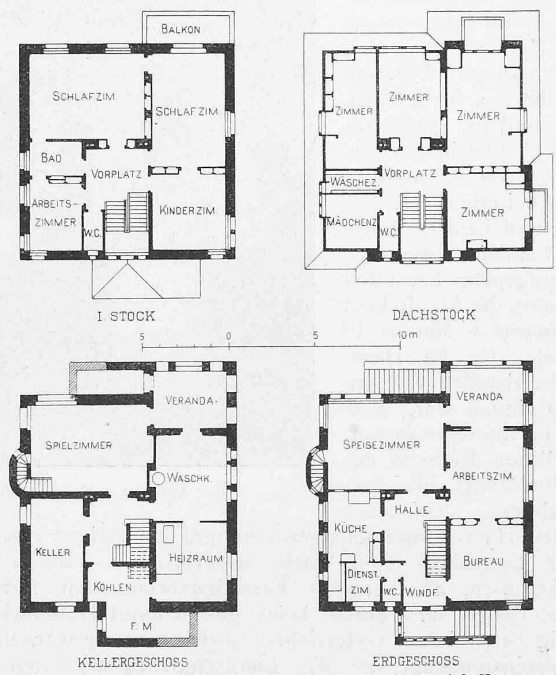 BALKON
SCHLAFZIM.
SCHLAFZIM.
BAD
VORPLATZ
ARBEITS-
ZIMMER
W.C.
KINDERZIM.
I. STOCK
ZIMMER
ZIMMER
ZIMMER
VORPLATZ
WÄSCHEZ.
MÄDCHENZ.
W.C.
ZIMMER
DACHSTOCK
5 0 5 10 m
VERANDA
SPIELZIMMER
WASCHK.
KELLER
HEIZRAUM
KOHLEN
F. M
KELLERGESCHOSS
VERANDA
SPEISEZIMMER
ARBEITSZIM.
HALLE
KÜCHE
BUREAU
DIENST
ZIM.
W.C.
WINDF.
ERDGESCHOSS